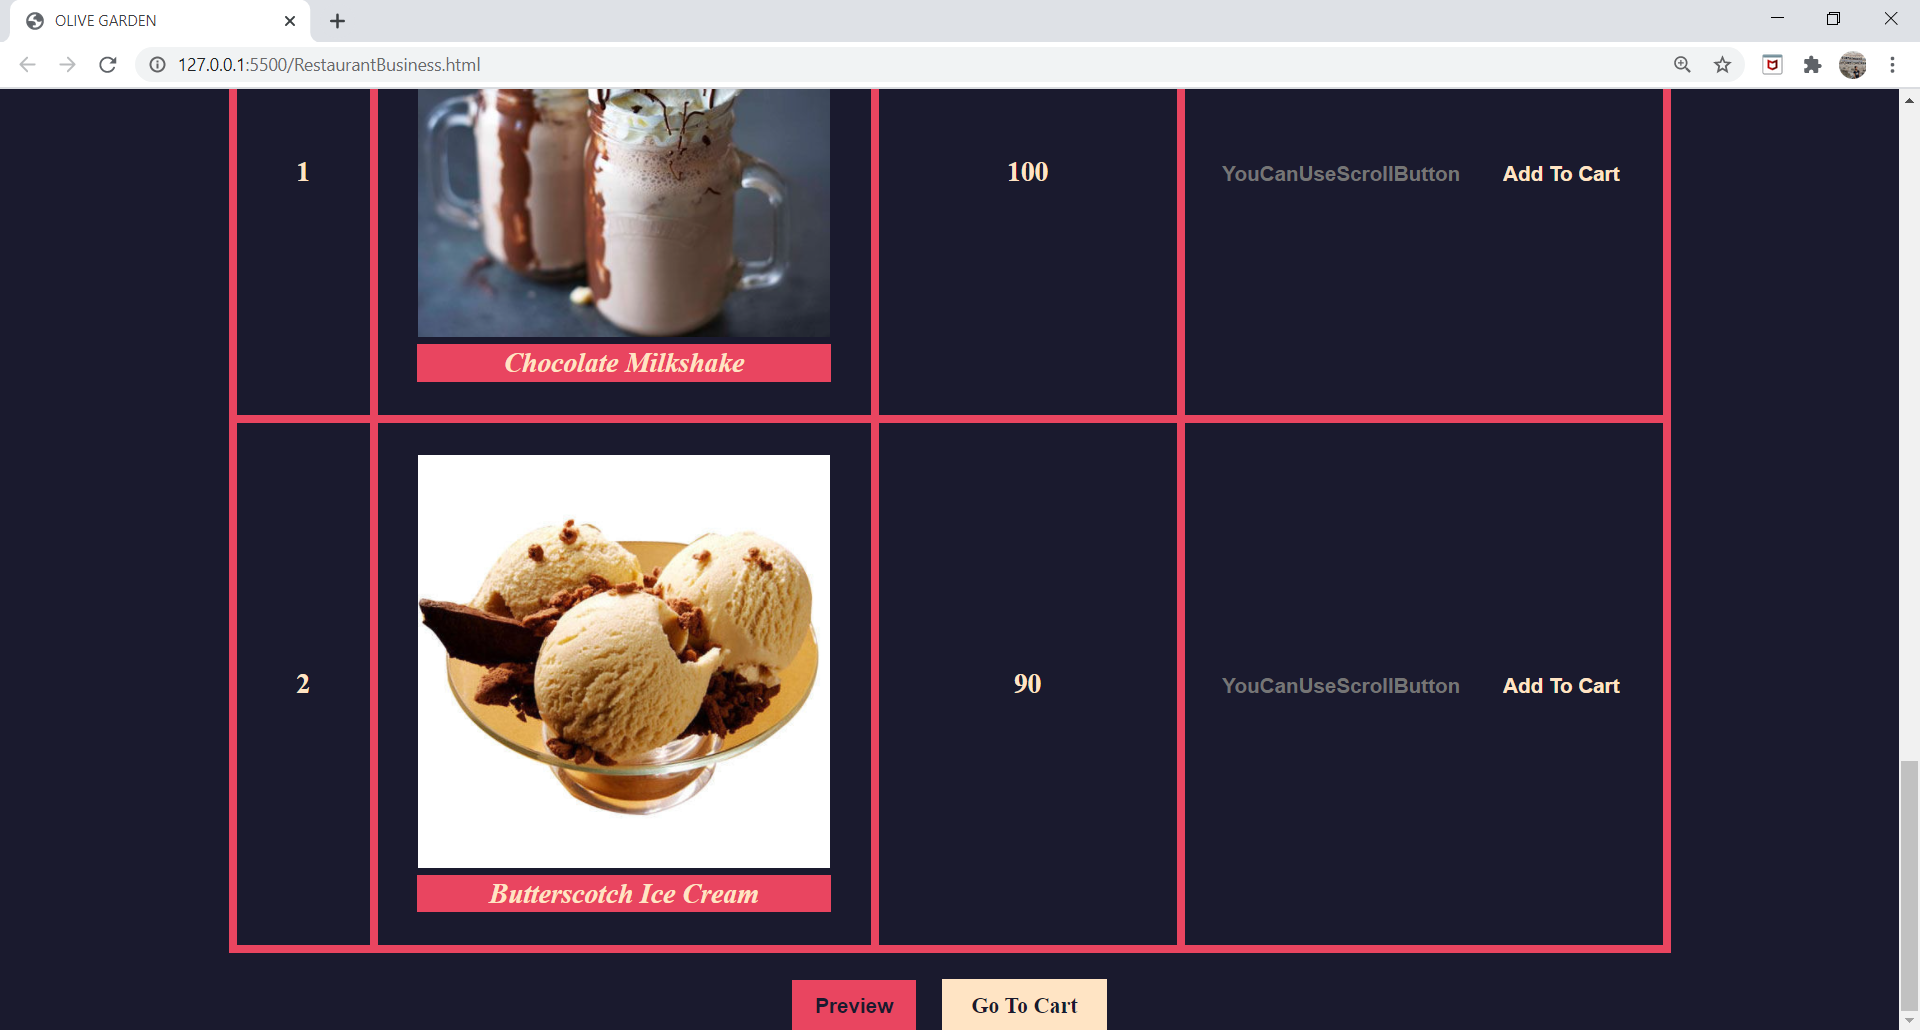 OLIVE GARDEN
127.0.0.1:5500/RestaurantBusiness.html
1
100
YouCanUseScrollButton
Add To Cart
Chocolate Milkshake
2
90
YouCanUseScrollButton
Add To Cart
Butterscotch Ice Cream
Preview
Go To Cart